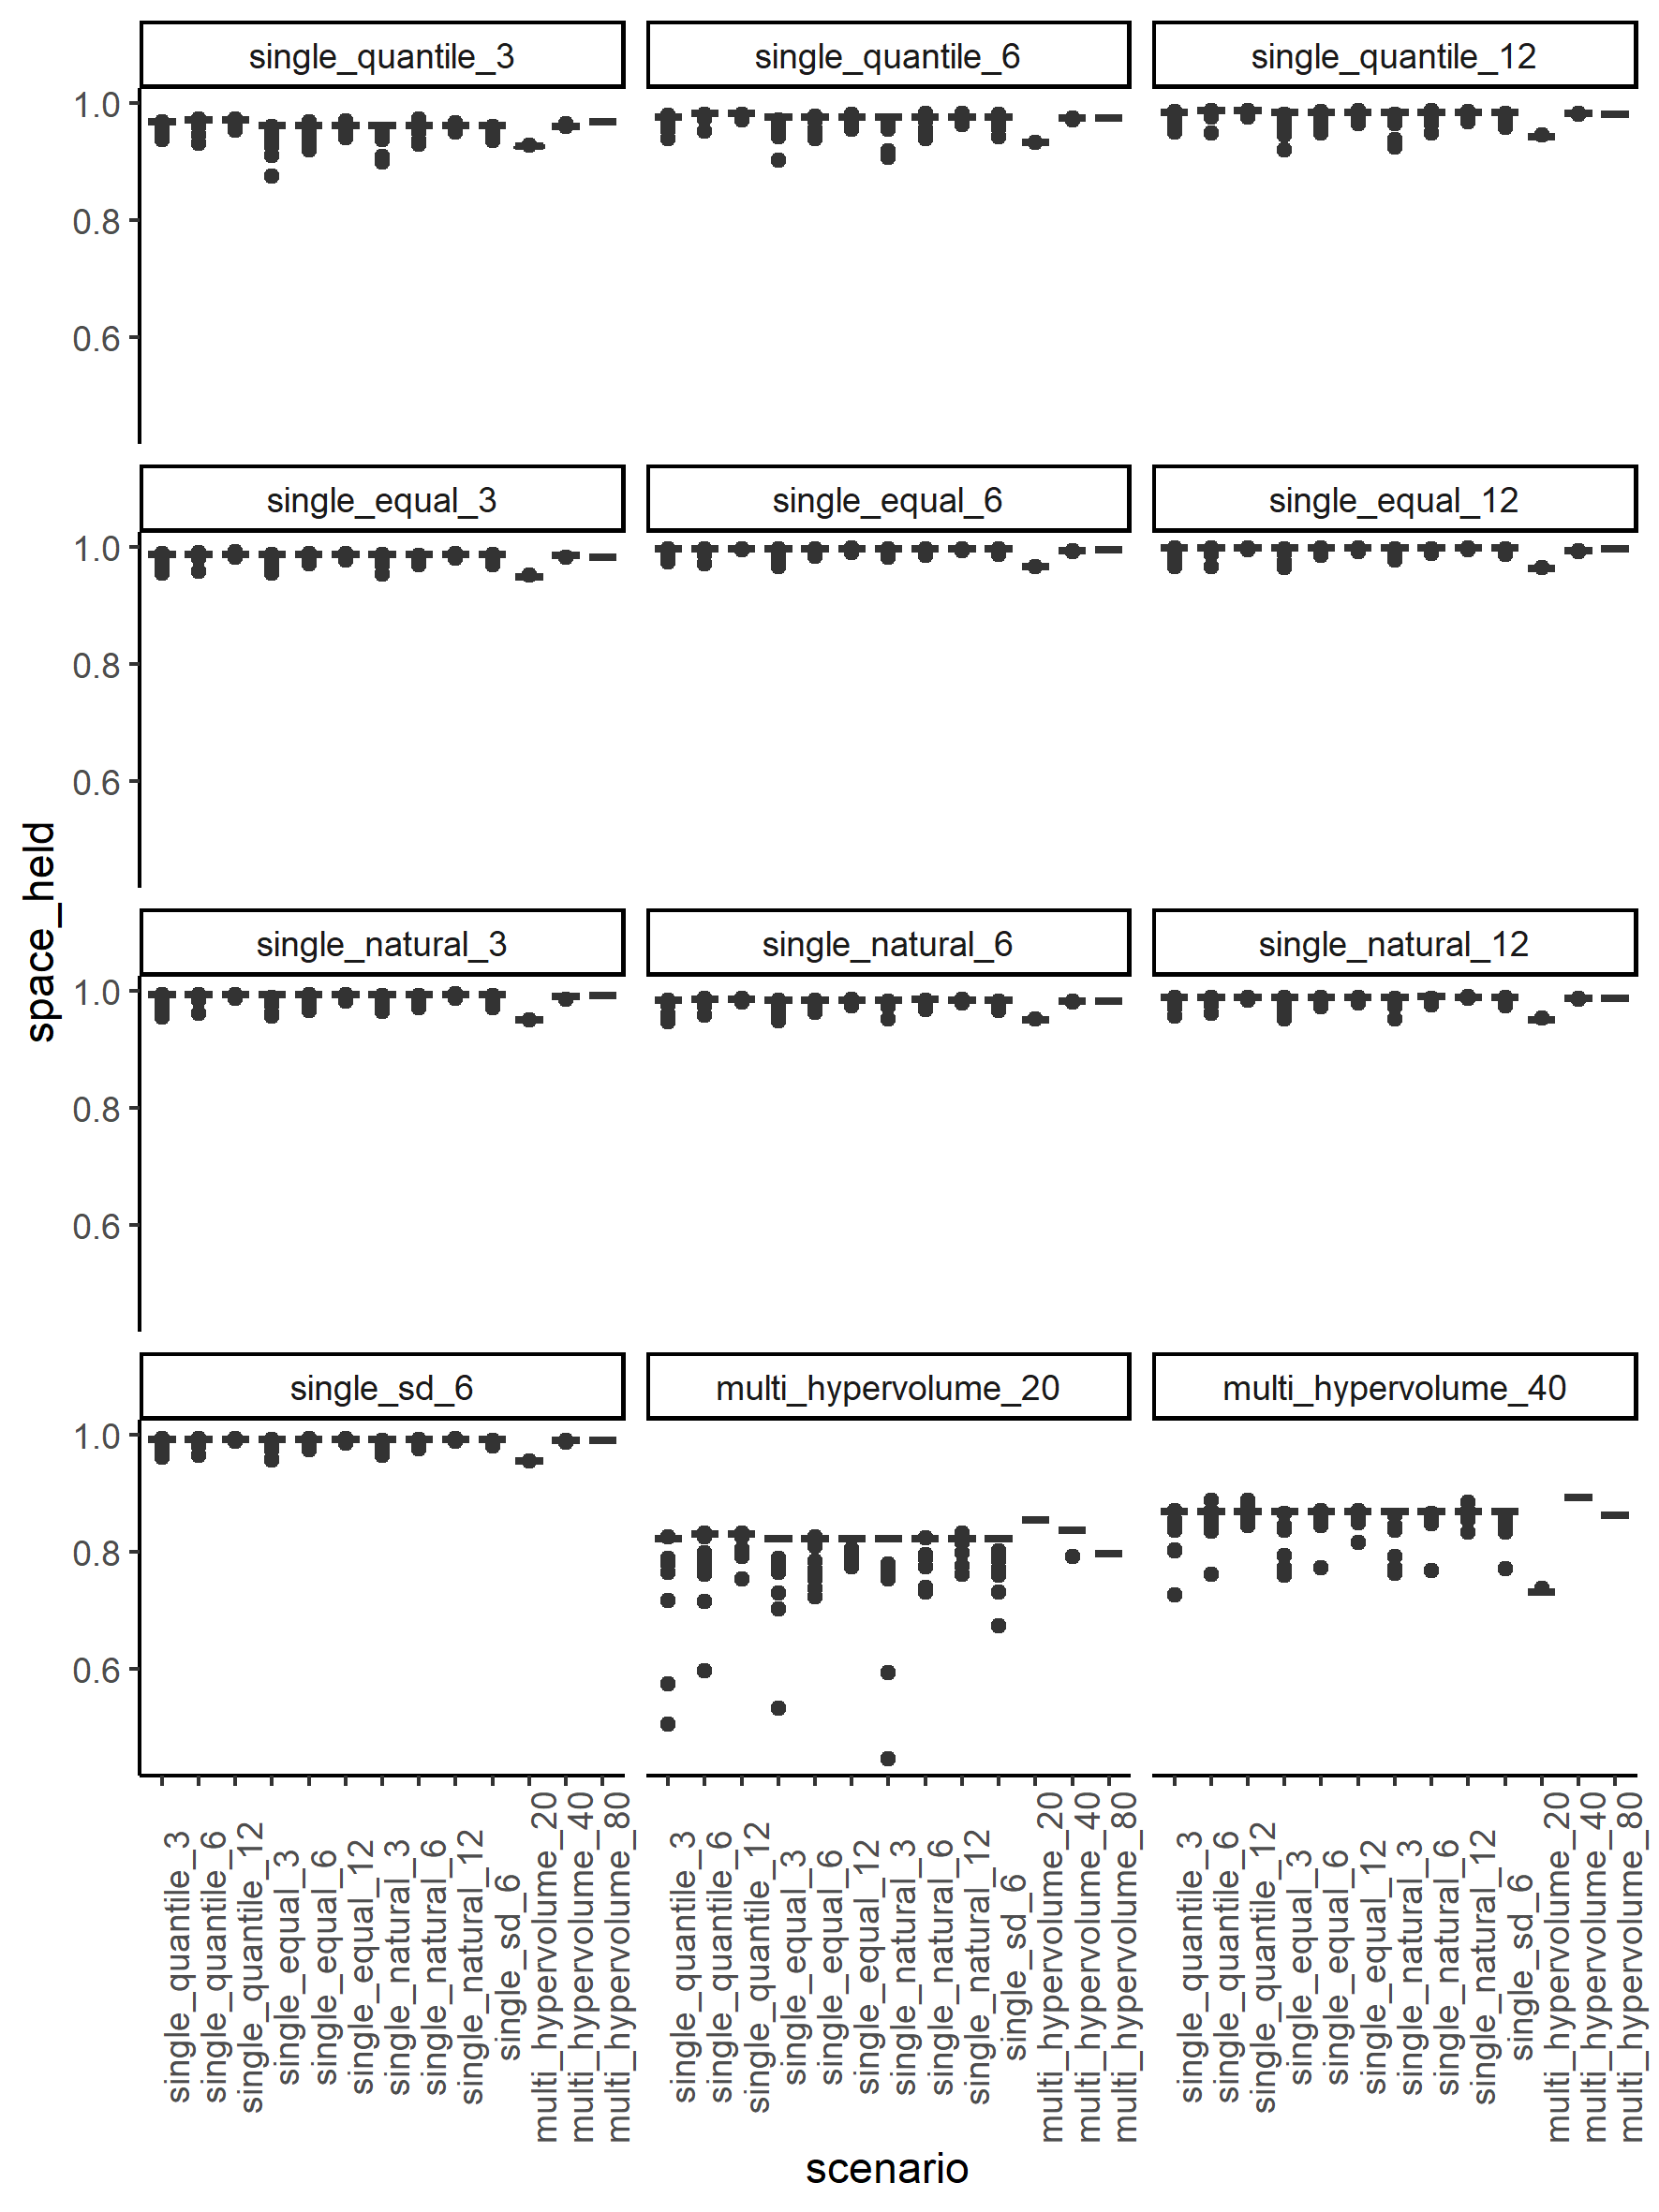 single_quantile_3
single_quantile_6
single_quantile_12
1.0
0.8
0.6
single_equal_3
single_equal_6
single_equal_12
1.0
0.8
0.6
single_natural_3
single_natural_6
single_natural_12
1.0
0.8
0.6
single_sd_6
multi_hypervolume_20
multi_hypervolume_40
1.0
0.8
0.6
space_held
single_quantile_3
single_quantile_6
single_quantile_12
single_equal_3
single_equal_6
single_equal_12
single_natural_3
single_natural_6
single_natural_12
single_sd_6
multi_hypervolume_20
multi_hypervolume_40
multi_hypervolume_80
single_quantile_3
single_quantile_6
single_quantile_12
single_equal_3
single_equal_6
single_equal_12
single_natural_3
single_natural_6
single_natural_12
single_sd_6
multi_hypervolume_20
multi_hypervolume_40
multi_hypervolume_80
single_quantile_3
single_quantile_6
single_quantile_12
single_equal_3
single_equal_6
single_equal_12
single_natural_3
single_natural_6
single_natural_12
single_sd_6
multi_hypervolume_20
multi_hypervolume_40
multi_hypervolume_80
scenario